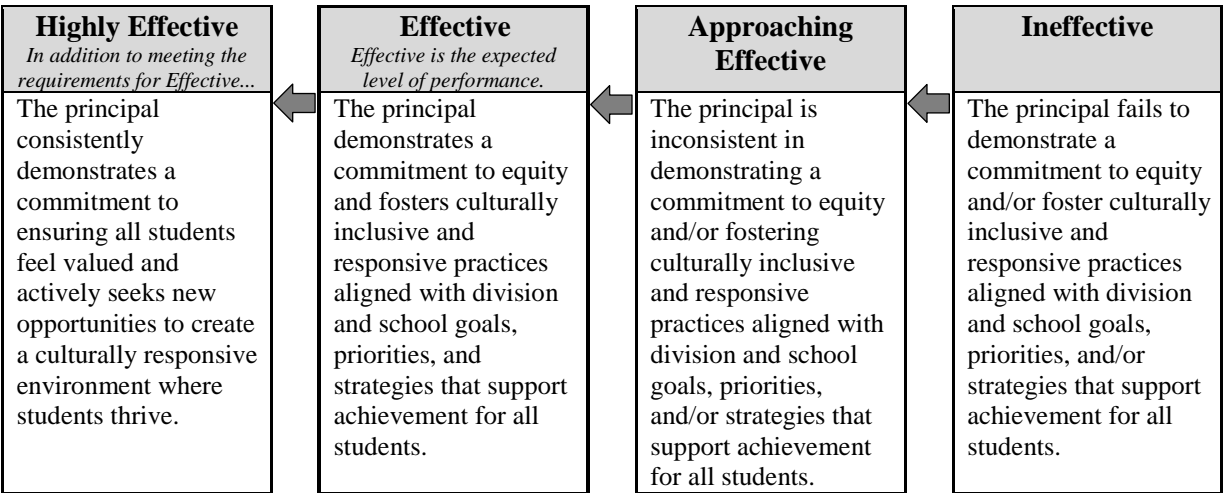 Highly Effective
In addition to meeting the
requirements for Effective...
The principal
consistently
demonstrates a
commitment to
ensuring all students
feel valued and
actively seeks new
opportunities to create
a culturally responsive
environment where
students thrive.
Effective
Effective is the expected
level of performance.
The principal
demonstrates a
commitment to equity
and fosters culturally
inclusive and
responsive practices
aligned with division
and school goals,
priorities, and
strategies that support
achievement for all
students.
Approaching
Effective
The principal is
inconsistent in
demonstrating a
commitment to equity
and/or fostering
culturally inclusive
and responsive
practices aligned with
division and school
goals, priorities,
and/or strategies that
support achievement
for all students.
Ineffective
The principal fails to
demonstrate a
commitment to equity
and/or foster culturally
inclusive and
responsive practices
aligned with division
and school goals,
priorities, and/or
strategies that support
achievement for all
students.